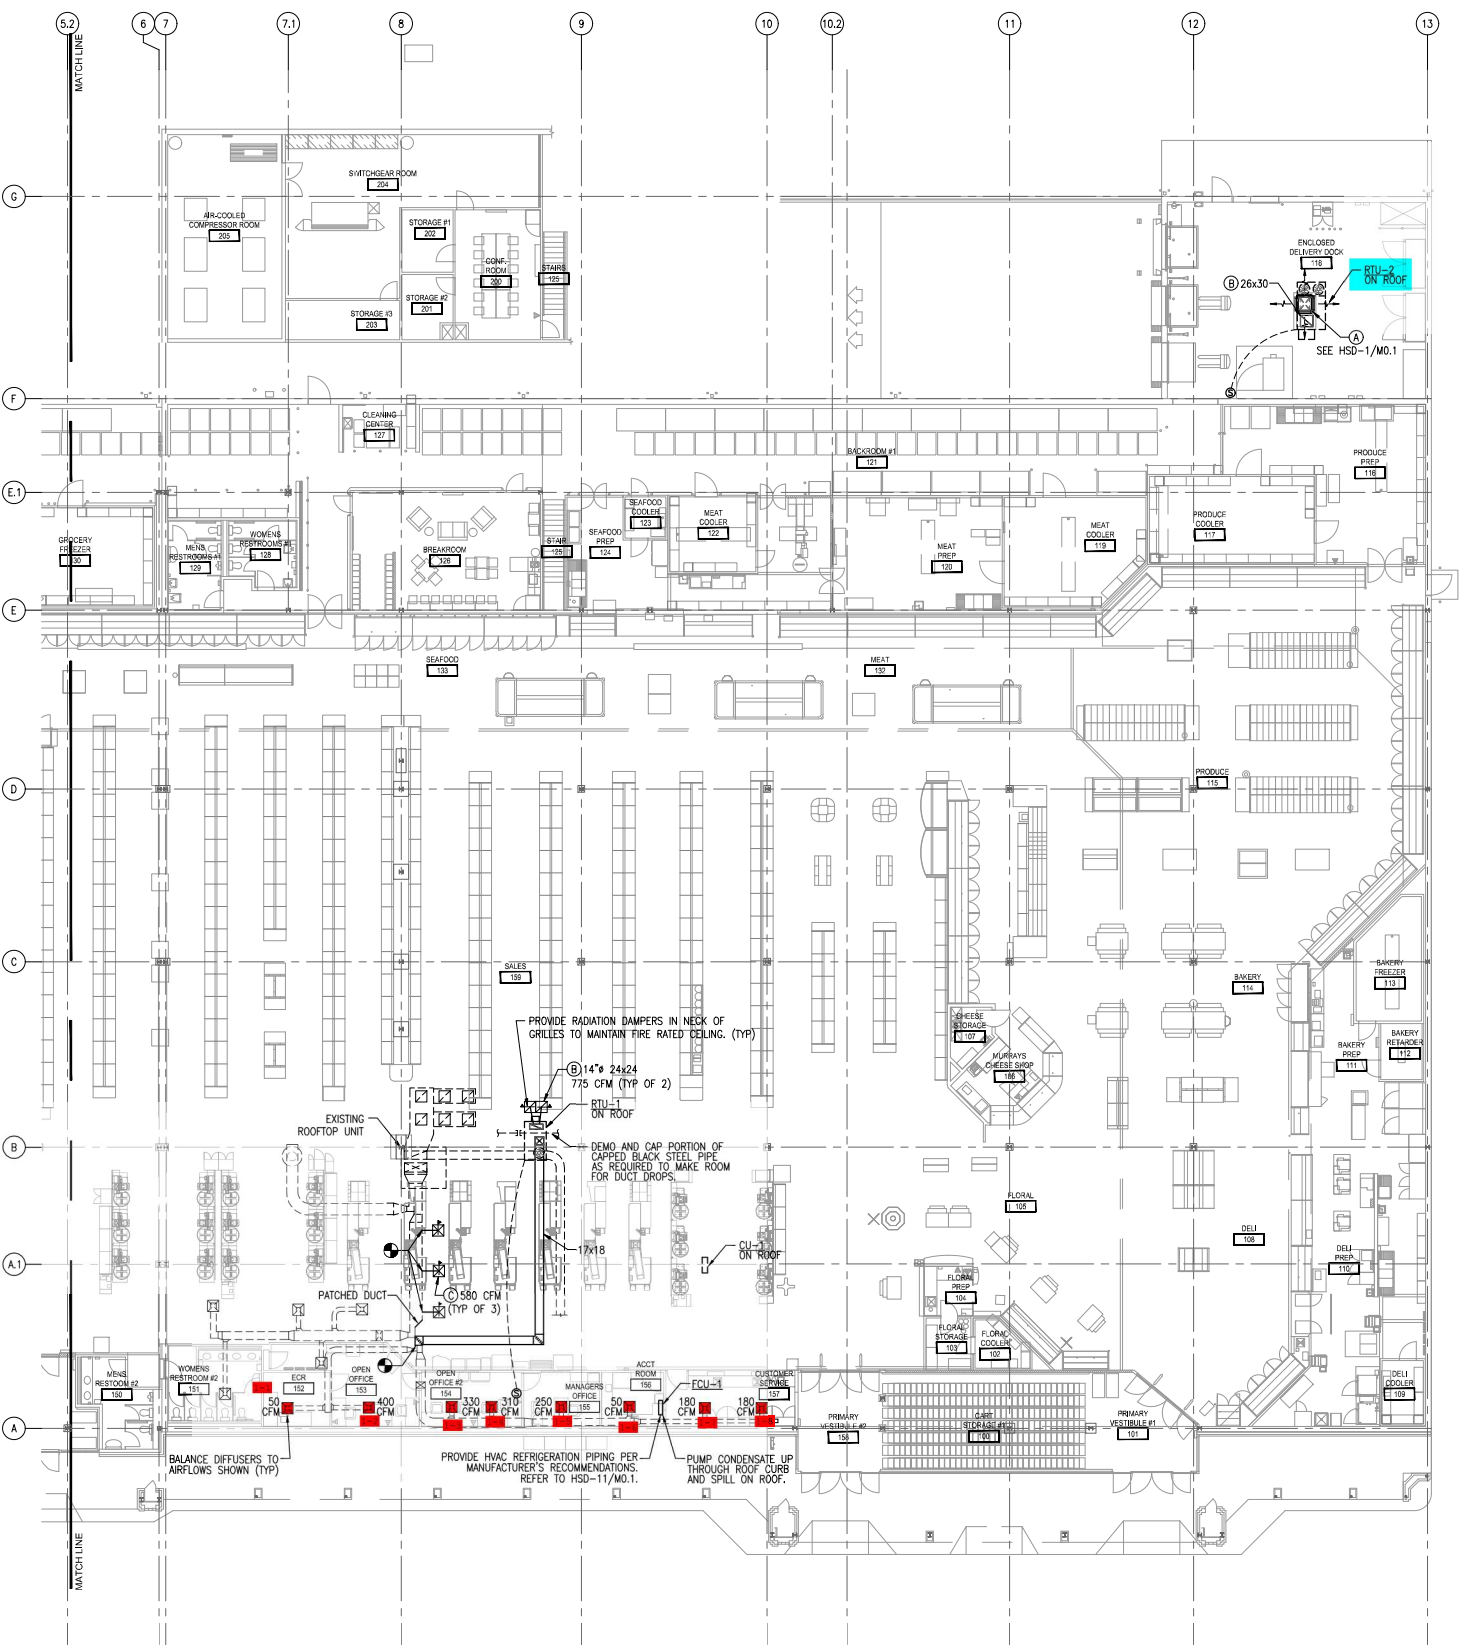 5.2
6
7
7.1
8
9
10
10.2
11
12
13
MATCH LINE
G
SWITCHGEAR ROOM
204
AIR-COOLED
COMPRESSOR ROOM
205
STORAGE #1
202
CONF.
ROOM
200
STAIRS
125
STORAGE #2
201
STORAGE #3
203
ENCLOSED
DELIVERY DOCK
118
RTU-2
ON ROOF
B 26x30
A
SEE HSD-1/M0.1
S
F
CLEANING
CENTER
127
BACKROOM #1
121
PRODUCE
PREP
116
E.1
GROCERY
FREEZER
130
MENS
RESTROOMS #1
129
WOMENS
RESTROOMS #1
128
BREAKROOM
126
STAIR
125
SEAFOOD
PREP
124
SEAFOOD
COOLER
123
MEAT
COOLER
122
MEAT
PREP
120
MEAT
COOLER
119
PRODUCE
COOLER
117
E
SEAFOOD
133
MEAT
132
D
PRODUCE
115
C
SALES
159
BAKERY
114
BAKERY
FREEZER
113
CHEESE
STORAGE
107
MURRAYS
CHEESE SHOP
106
BAKERY
PREP
111
BAKERY
RETARDER
112
PROVIDE RADIATION DAMPERS IN NECK OF
GRILLES TO MAINTAIN FIRE RATED CEILING. (TYP)
B 14"ø 24x24
775 CFM (TYP OF 2)
RTU-1
ON ROOF
EXISTING
ROOFTOP UNIT
B
DEMO AND CAP PORTION OF
CAPPED BLACK STEEL PIPE
AS REQUIRED TO MAKE ROOM
FOR DUCT DROPS.
FLORAL
105
DELI
108
17x18
CU-1
ON ROOF
A.1
DELI
PREP
110
C 580 CFM
(TYP OF 3)
PATCHED DUCT
FLORAL
PREP
104
FLORAL
STORAGE
103
FLORAL
COOLER
102
MENS
RESTOOM #2
150
WOMENS
RESTROOM #2
151
ECR
152
OPEN
OFFICE
153
OPEN
OFFICE #2
154
S
MANAGERS
OFFICE
155
ACCT
ROOM
156
FCU-1
CUSTOMER
SERVICE
157
DELI
COOLER
109
50
CFM
400
CFM
330
CFM
310
CFM
250
CFM
50
CFM
180
CFM
180
CFM
A
PRIMARY
VESTIBULE #2
158
CART
STORAGE #1
100
PRIMARY
VESTIBULE #1
101
BALANCE DIFFUSERS TO
AIRFLOWS SHOWN (TYP)
PROVIDE HVAC REFRIGERATION PIPING PER
MANUFACTURER'S RECOMMENDATIONS.
REFER TO HSD-11/M0.1.
PUMP CONDENSATE UP
THROUGH ROOF CURB
AND SPILL ON ROOF.
MATCH LINE